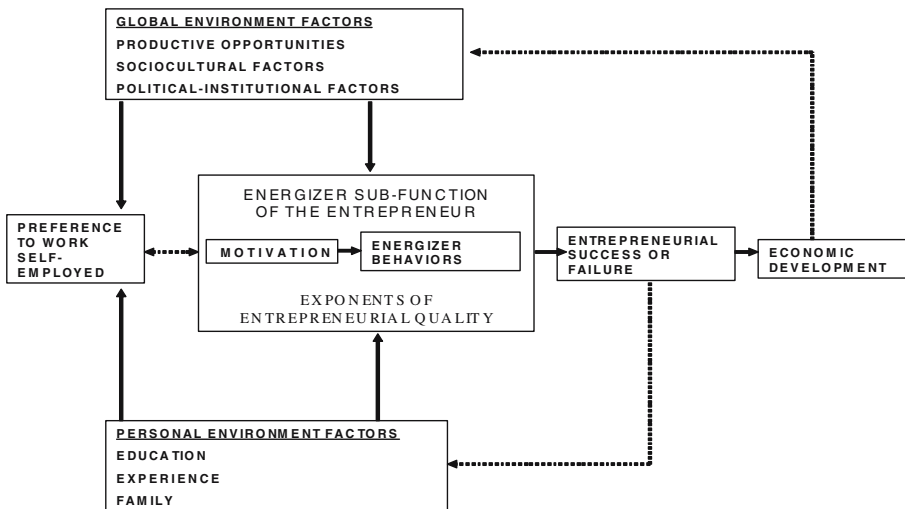 GLOBAL ENVIRONMENT FACTORS
PRODUCTIVE OPPORTUNITIES
SOCIOCULTURAL FACTORS
POLITICAL-INSTITUTIONAL FACTORS
ENERGIZER SUB-FUNCTION
OF THE ENTREPRENEUR
PREFERENCE
TO WORK
SELF-
EMPLOYED
MOTIVATION
ENERGIZER
BEHAVIORS
EXPONENTS OF
ENTREPRENEURIAL QUALITY
ENTREPRENEURIAL
SUCCESS OR
FAILURE
ECONOMIC
DEVELOPMENT
PERSONAL ENVIRONMENT FACTORS
EDUCATION
EXPERIENCE
FAMILY